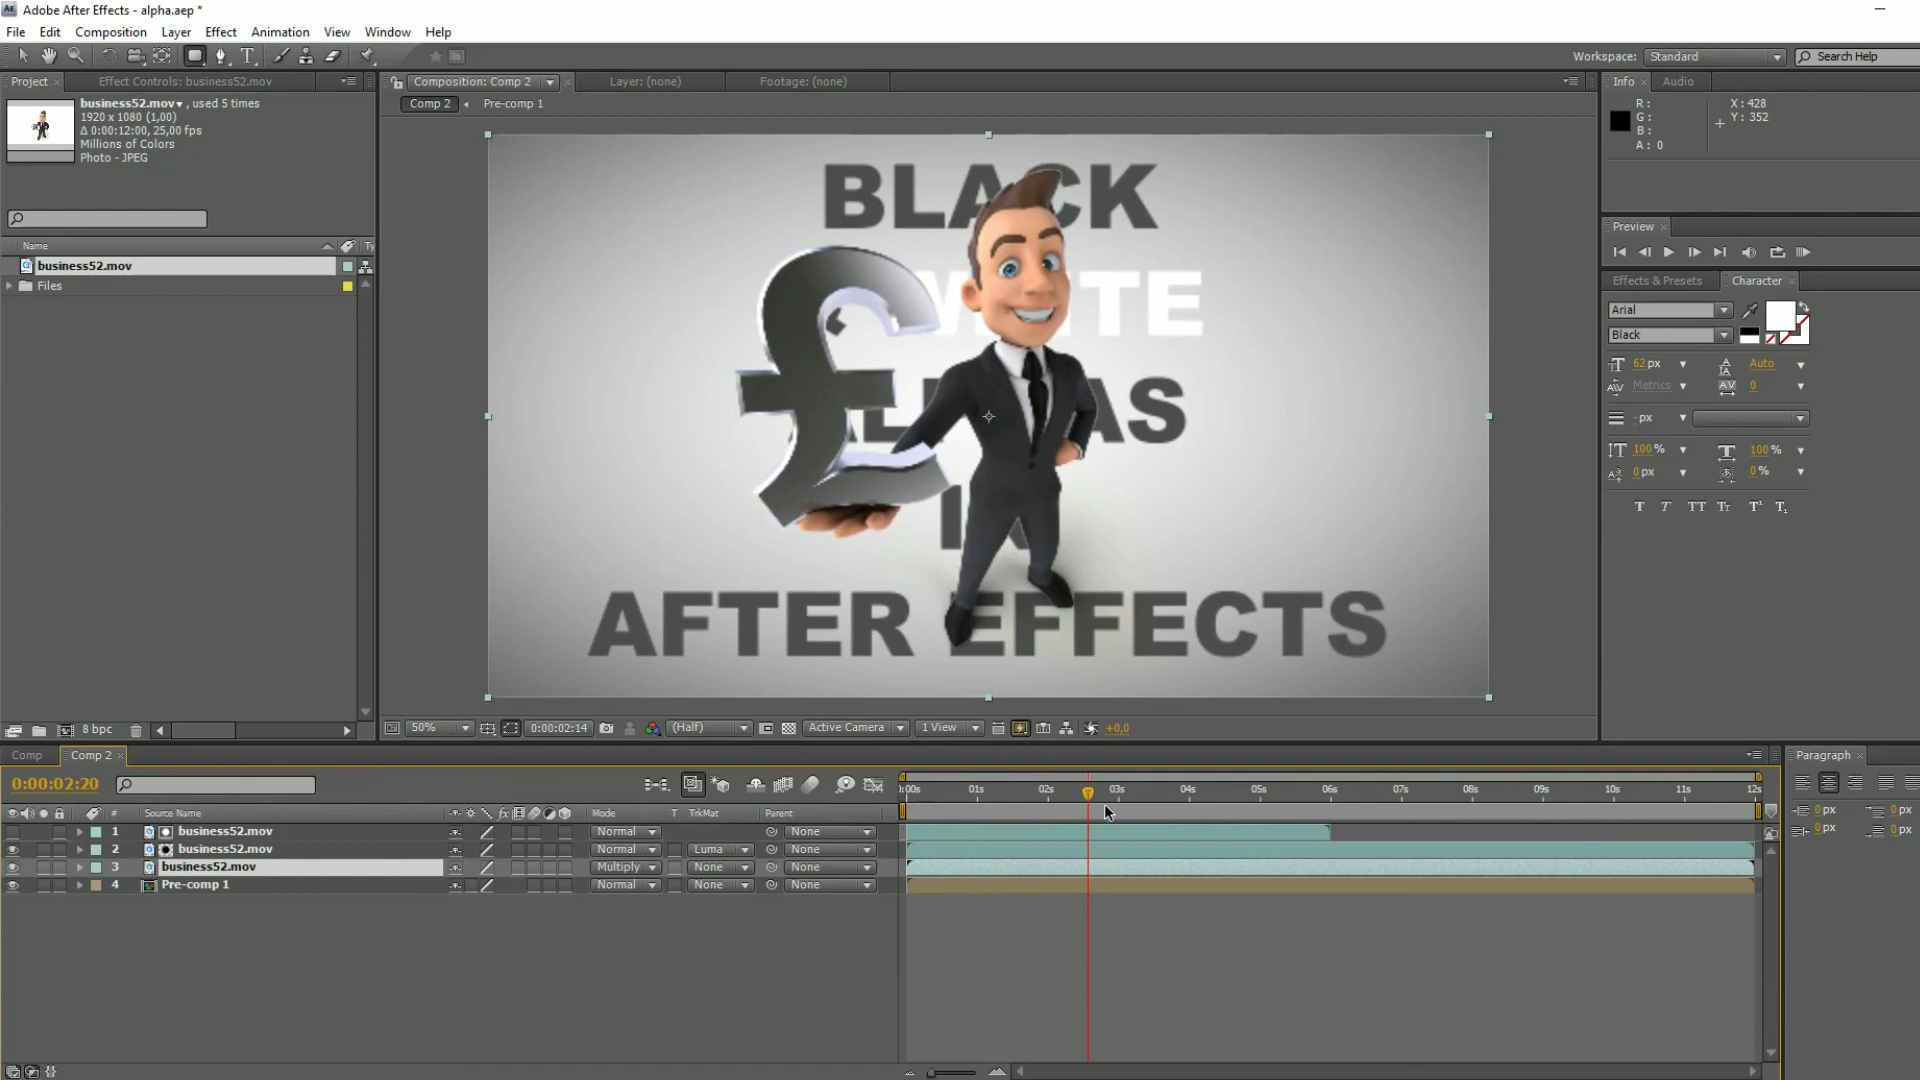 Adobe After Effects - alpha.aep *
File Edit Composition Layer Effect Animation View Window Help
Workspace: Standard Search Help
Project Effect Controls: business52.mov
Composition: Comp 2 Layer: (none) Footage: (none)
Info Audio
business52.mov , used 5 times
1920 x 1080 (1,00)
Δ 0:00:12:00, 25,00 fps
Millions of Colors
Photo - JPEG
Comp 2 Pre-comp 1
R: X: 428
G: Y: 352
B:
A: 0
Name Ty
business52.mov
Files
BLACK
AFTER EFFECTS
£
Preview
Effects & Presets Character
Arial
Black
62 px Auto
Metrics 0
- px
100 % 100 %
0 px 0 %
T T TT Tt T¹ T₁
8 bpc
50% 0:00:02:14 (Half) Active Camera 1 View +0,0
Comp Comp 2
Paragraph
0:00:02:20
:00s 01s 02s 03s 04s 05s 06s 07s 08s 09s 10s 11s 12s
# Source Name Mode T TrkMat Parent
1 business52.mov Normal None
2 business52.mov Normal Luma None
3 business52.mov Multiply None None
4 Pre-comp 1 Normal None None
0 px 0 px
0 px 0 px